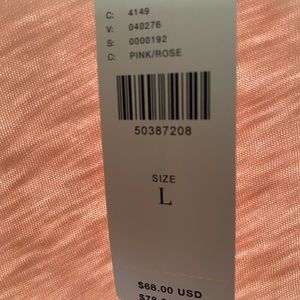 C: 4149
V: 040276
S: 0000192
C: PINK/ROSE
50387208
SIZE
L
$68.00 USD